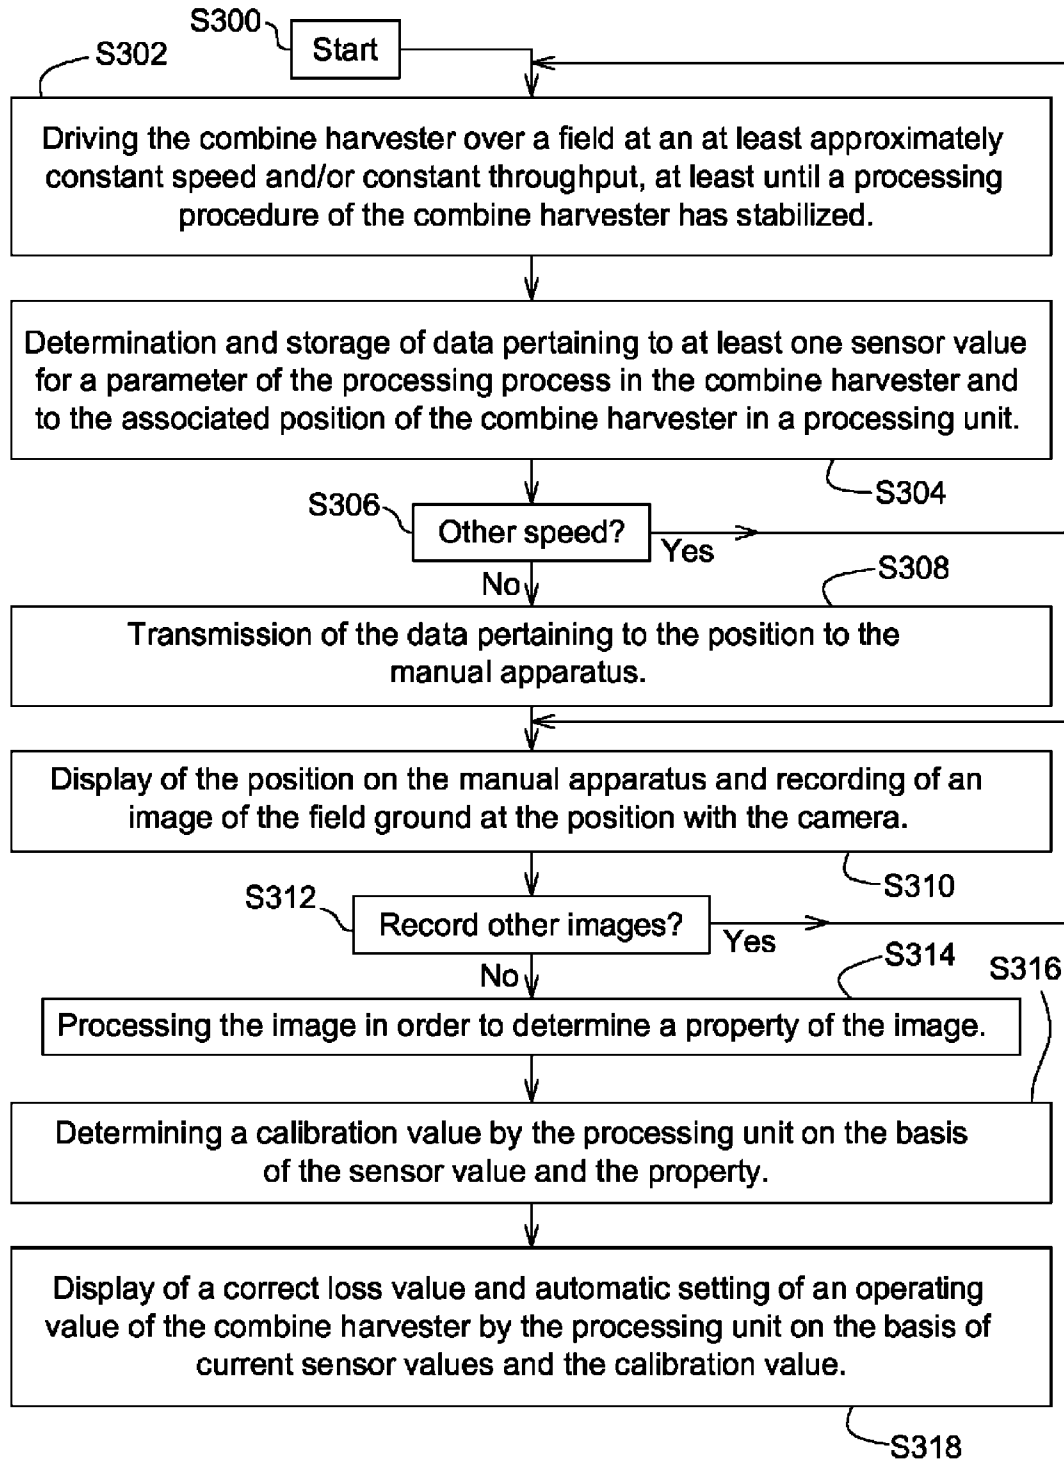 S300
Start
S302
Driving the combine harvester over a field at an at least approximately
constant speed and/or constant throughput, at least until a processing
procedure of the combine harvester has stabilized.
Determination and storage of data pertaining to at least one sensor value
for a parameter of the processing process in the combine harvester and
to the associated position of the combine harvester in a processing unit.
S304
S306
Other speed?
Yes
No
S308
Transmission of the data pertaining to the position to the
manual apparatus.
Display of the position on the manual apparatus and recording of an
image of the field ground at the position with the camera.
S310
S312
Record other images?
Yes
No
S314
S316
Processing the image in order to determine a property of the image.
Determining a calibration value by the processing unit on the basis
of the sensor value and the property.
Display of a correct loss value and automatic setting of an operating
value of the combine harvester by the processing unit on the basis of
current sensor values and the calibration value.
S318